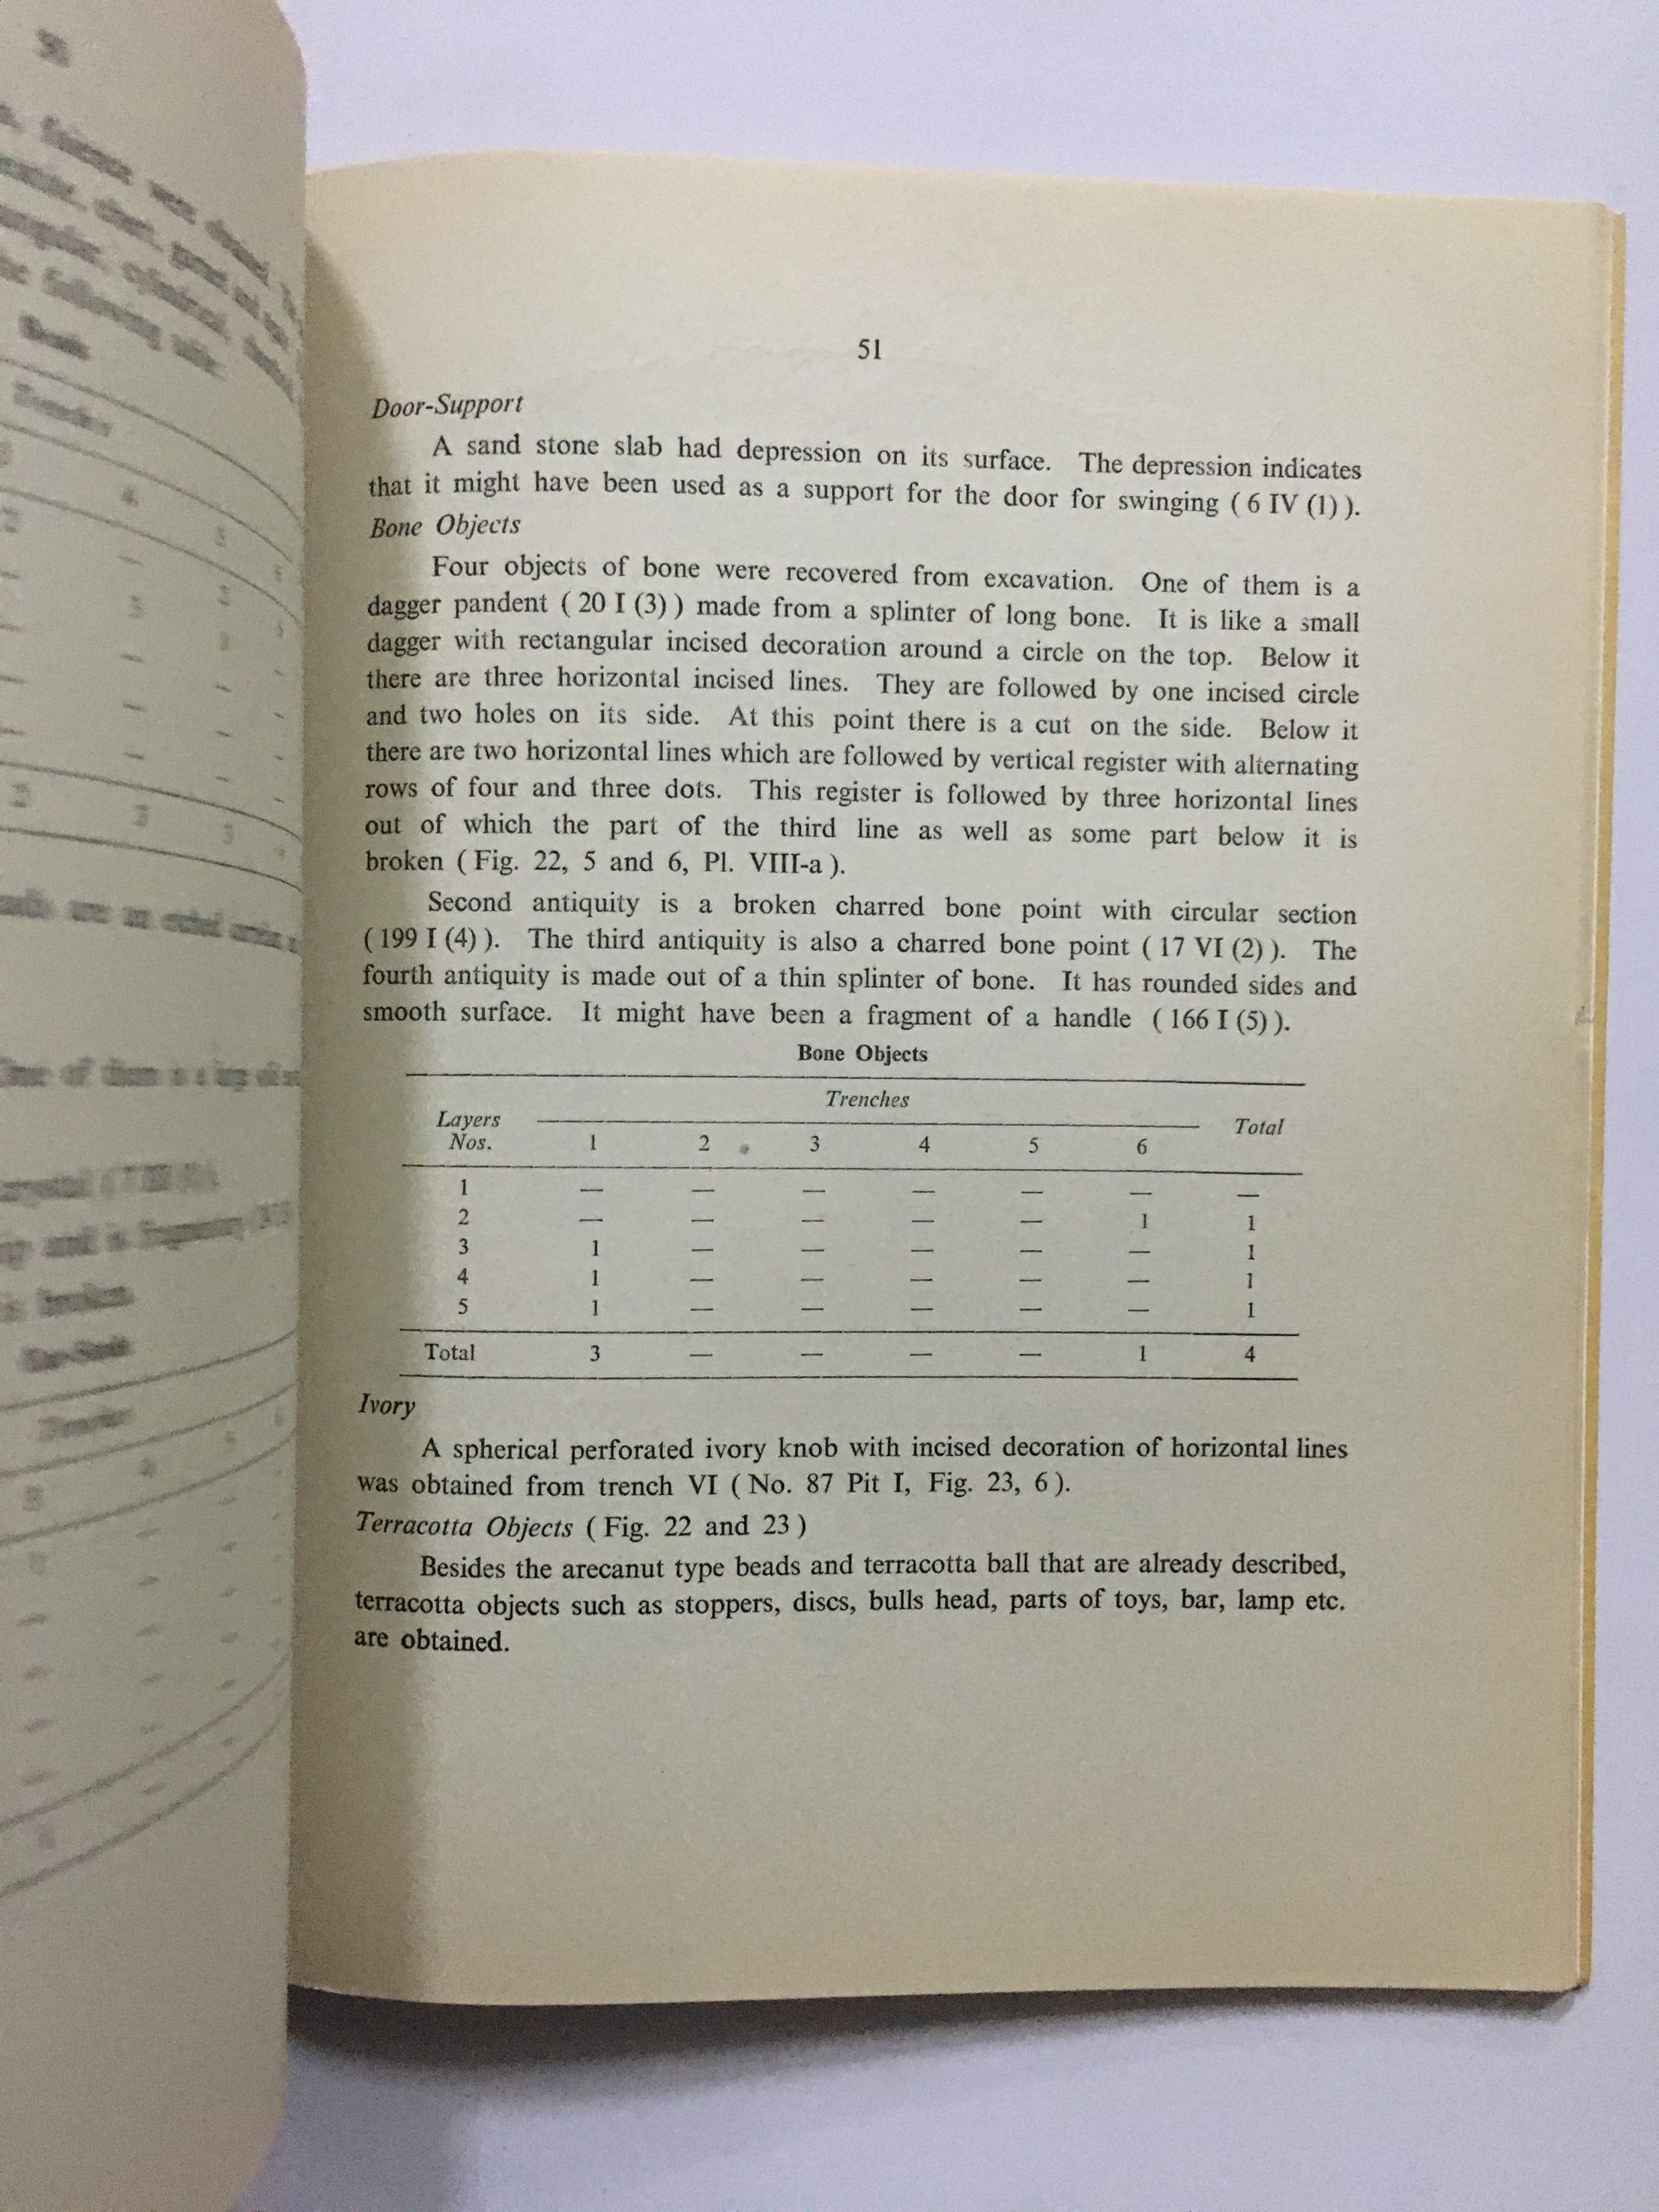 51
Door-Support
A sand stone slab had depression on its surface. The depression indicates
that it might have been used as a support for the door for swinging ( 6 IV (1) ).
Bone Objects
Four objects of bone were recovered from excavation. One of them is a
dagger pandent ( 20 I (3) ) made from a splinter of long bone. It is like a small
dagger with rectangular incised decoration around a circle on the top. Below it
there are three horizontal incised lines. They are followed by one incised circle
and two holes on its side. At this point there is a cut on the side. Below it
there are two horizontal lines which are followed by vertical register with alternating
rows of four and three dots. This register is followed by three horizontal lines
out of which the part of the third line as well as some part below it is
broken ( Fig. 22, 5 and 6, Pl. VIII-a ).
Second antiquity is a broken charred bone point with circular section
( 199 I (4) ). The third antiquity is also a charred bone point ( 17 VI (2) ). The
fourth antiquity is made out of a thin splinter of bone. It has rounded sides and
smooth surface. It might have been a fragment of a handle ( 166 I (5) ).
Bone Objects
Trenches
Layers Nos. 1 2 3 4 5 6 Total
1 — — — — — — —
2 — — — — — 1 1
3 1 — — — — — 1
4 1 — — — — — 1
5 1 — — — — — 1
Total 3 — — — — 1 4
Ivory
A spherical perforated ivory knob with incised decoration of horizontal lines
was obtained from trench VI ( No. 87 Pit I, Fig. 23, 6 ).
Terracotta Objects ( Fig. 22 and 23 )
Besides the arecanut type beads and terracotta ball that are already described,
terracotta objects such as stoppers, discs, bulls head, parts of toys, bar, lamp etc.
are obtained.